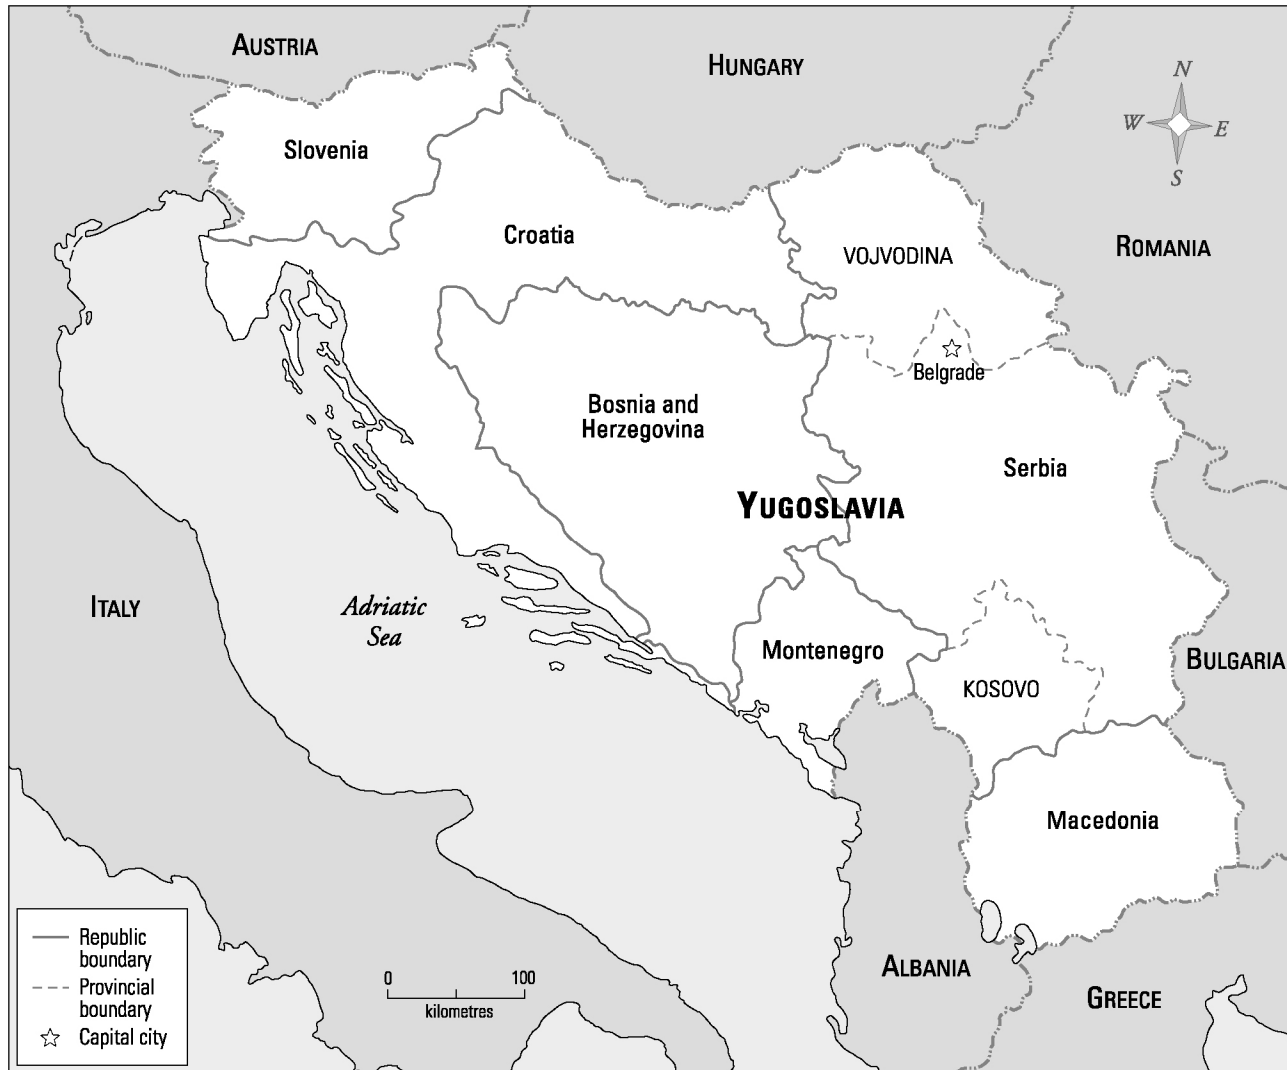 AUSTRIA
HUNGARY
N
W
E
S
Slovenia
Croatia
VOJVODINA
ROMANIA
Belgrade
Bosnia and
Herzegovina
Serbia
YUGOSLAVIA
ITALY
Adriatic
Sea
Montenegro
KOSOVO
BULGARIA
Macedonia
ALBANIA
GREECE
Republic
boundary
Provincial
boundary
Capital city
0
100
kilometres